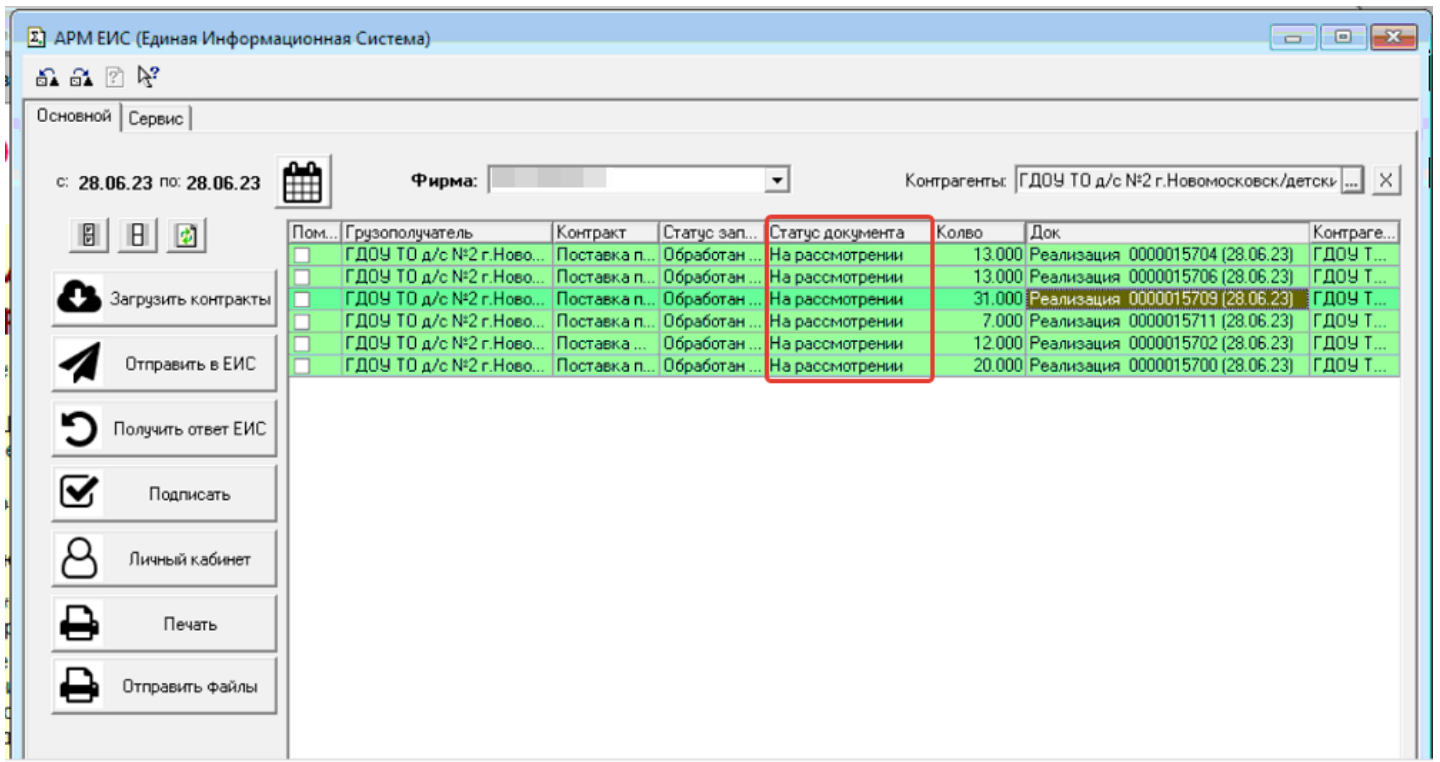 АРМ ЕИС (Единая Информационная Система)
Основной Сервис
с: 28.06.23 по: 28.06.23 Фирма: Контрагенты: ГДОУ ТО д/с №2 г.Новомосковск/детски ... X
Пом... Грузополучатель Контракт Статус зап... Статус документа Колво Док Контраге...
ГДОУ ТО д/с №2 г.Ново... Поставка п... Обработан ... На рассмотрении 13.000 Реализация 0000015704 (28.06.23) ГДОУ Т...
ГДОУ ТО д/с №2 г.Ново... Поставка п... Обработан ... На рассмотрении 13.000 Реализация 0000015706 (28.06.23) ГДОУ Т...
ГДОУ ТО д/с №2 г.Ново... Поставка п... Обработан ... На рассмотрении 31.000 Реализация 0000015709 (28.06.23) ГДОУ Т...
ГДОУ ТО д/с №2 г.Ново... Поставка п... Обработан ... На рассмотрении 7.000 Реализация 0000015711 (28.06.23) ГДОУ Т...
ГДОУ ТО д/с №2 г.Ново... Поставка ... Обработан ... На рассмотрении 12.000 Реализация 0000015702 (28.06.23) ГДОУ Т...
ГДОУ ТО д/с №2 г.Ново... Поставка п... Обработан ... На рассмотрении 20.000 Реализация 0000015700 (28.06.23) ГДОУ Т...
Загрузить контракты
Отправить в ЕИС
Получить ответ ЕИС
Подписать
Личный кабинет
Печать
Отправить файлы